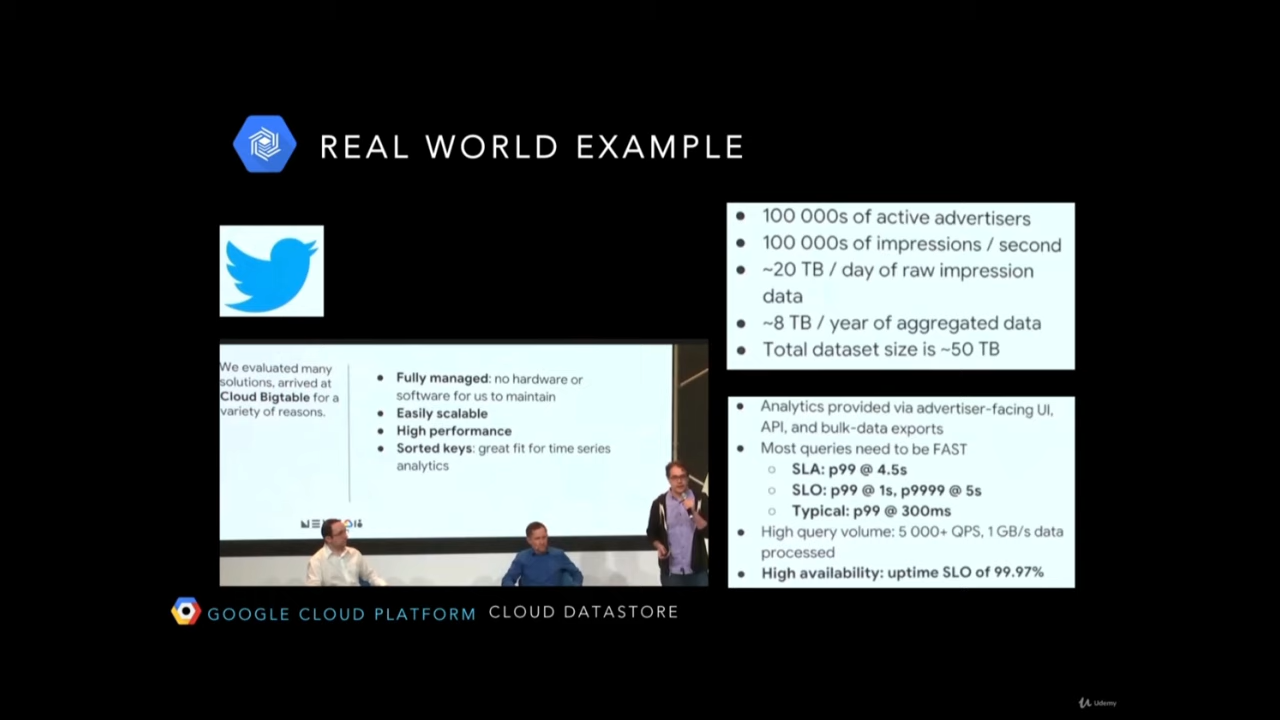 REAL WORLD EXAMPLE
100 000s of active advertisers
100 000s of impressions / second
~20 TB / day of raw impression
data
~8 TB / year of aggregated data
Total dataset size is ~50 TB
We evaluated many
solutions, arrived at
Cloud Bigtable for a
variety of reasons.
Fully managed: no hardware or
software for us to maintain
Easily scalable
High performance
Sorted keys: great fit for time series
analytics
Analytics provided via advertiser-facing UI,
API, and bulk-data exports
Most queries need to be FAST
SLA: p99 @ 4.5s
SLO: p99 @ 1s, p9999 @ 5s
Typical: p99 @ 300ms
High query volume: 5 000+ QPS, 1 GB/s data
processed
High availability: uptime SLO of 99.97%
GOOGLE CLOUD PLATFORM CLOUD DATASTORE
Udemy